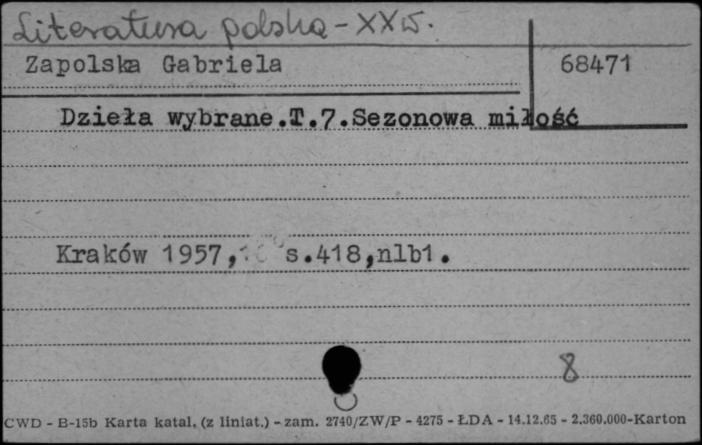 Literatura polska - XX w.
Zapolska Gabriela 68471
Dzieła wybrane.T.7.Sezonowa miłość
Kraków 1957, s.418,nlb1.
8
CWD - B-15b Karta katal. (z liniat.) - zam. 2740/ZW/P - 4275 - ŁDA - 14.12.65 - 2.360.000-Karton